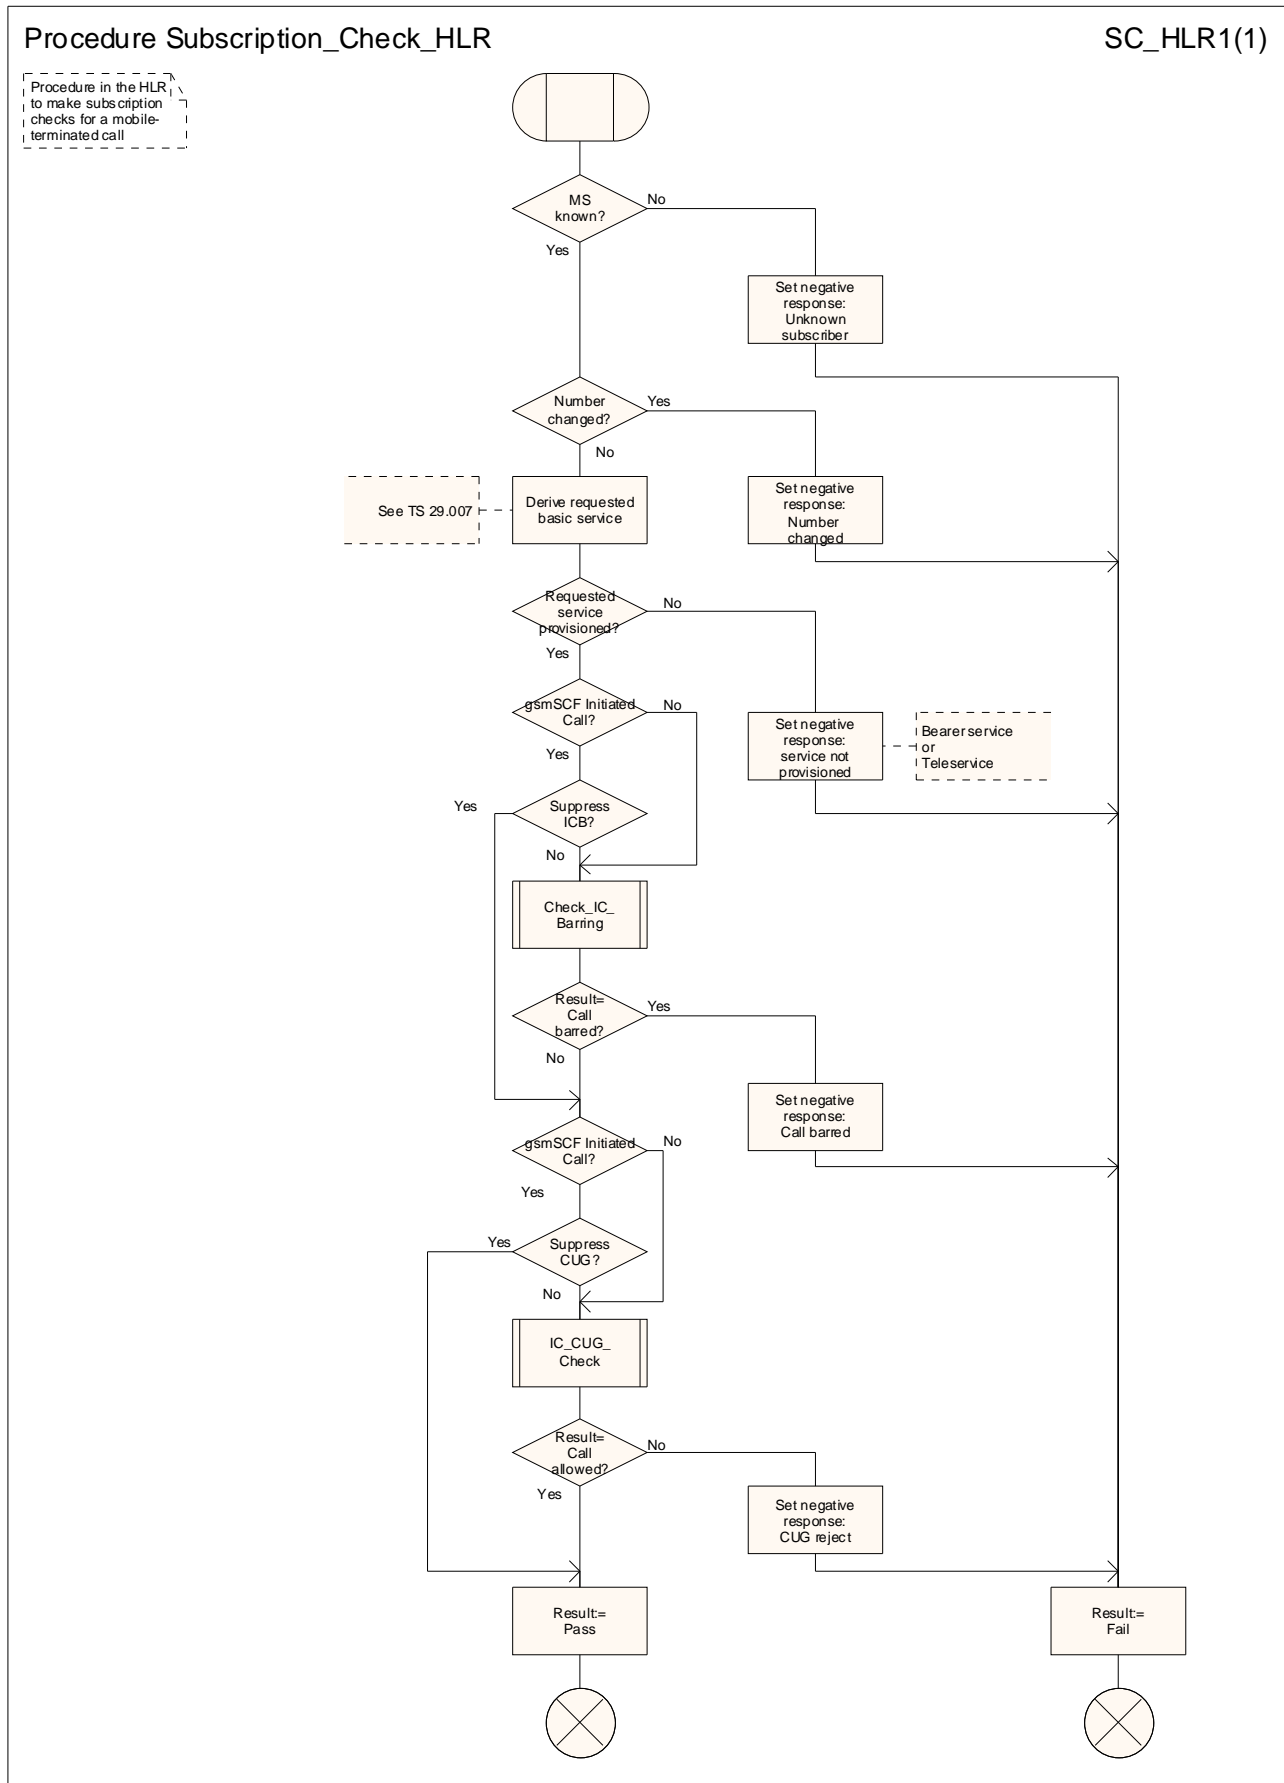 Procedure Subscription_Check_HLR
SC_HLR1(1)
Procedure in the HLR
to make subscription
checks for a mobile-
terminated call
MS
known?
No
Yes
Set negative
response:
Unknown
subscriber
Number
changed?
Yes
No
See TS 29.007
Derive requested
basic service
Set negative
response:
Number
changed
Requested
service
provisioned?
No
Yes
gsmSCF Initiated
Call?
No
Yes
Set negative
response:
service not
provisioned
Bearer service
or
Teleservice
Yes
Suppress
ICB?
No
Check_IC_
Barring
Result=
Call
barred?
Yes
No
Set negative
response:
Call barred
gsmSCF Initiated
Call?
No
Yes
Yes
Suppress
CUG?
No
IC_CUG_
Check
Result=
Call
allowed?
No
Yes
Set negative
response:
CUG reject
Result:=
Pass
Result:=
Fail